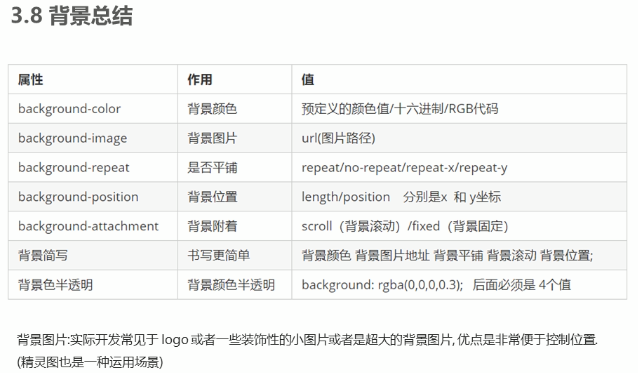 3.8 背景总结
属性 作用 值
background-color 背景颜色 预定义的颜色值/十六进制/RGB代码
background-image 背景图片 url(图片路径)
background-repeat 是否平铺 repeat/no-repeat/repeat-x/repeat-y
background-position 背景位置 length/position 分别是x 和 y坐标
background-attachment 背景附着 scroll（背景滚动）/fixed（背景固定）
背景简写 书写更简单 背景颜色 背景图片地址 背景平铺 背景滚动 背景位置;
背景色半透明 背景颜色半透明 background: rgba(0,0,0,0.3); 后面必须是 4个值
背景图片:实际开发常见于 logo 或者一些装饰性的小图片或者是超大的背景图片, 优点是非常便于控制位置.
(精灵图也是一种运用场景)